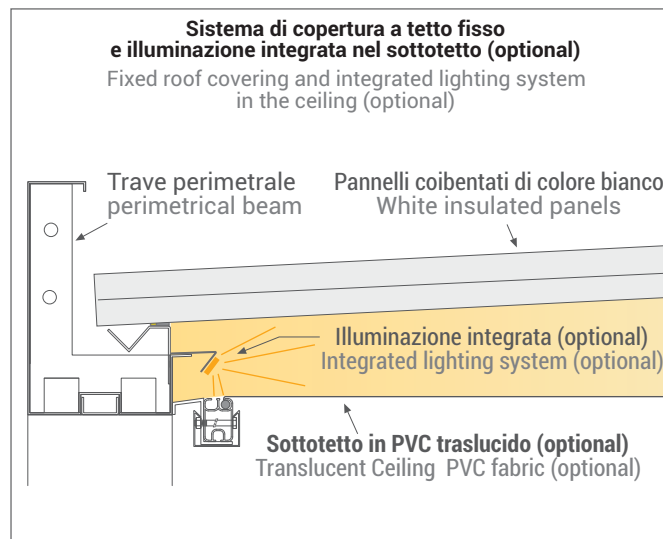 Sistema di copertura a tetto fisso
e illuminazione integrata nel sottotetto (optional)
Fixed roof covering and integrated lighting system
in the ceiling (optional)
Trave perimetrale
perimetrical beam
Pannelli coibentati di colore bianco
White insulated panels
Illuminazione integrata (optional)
Integrated lighting system (optional)
Sottotetto in PVC traslucido (optional)
Translucent Ceiling PVC fabric (optional)